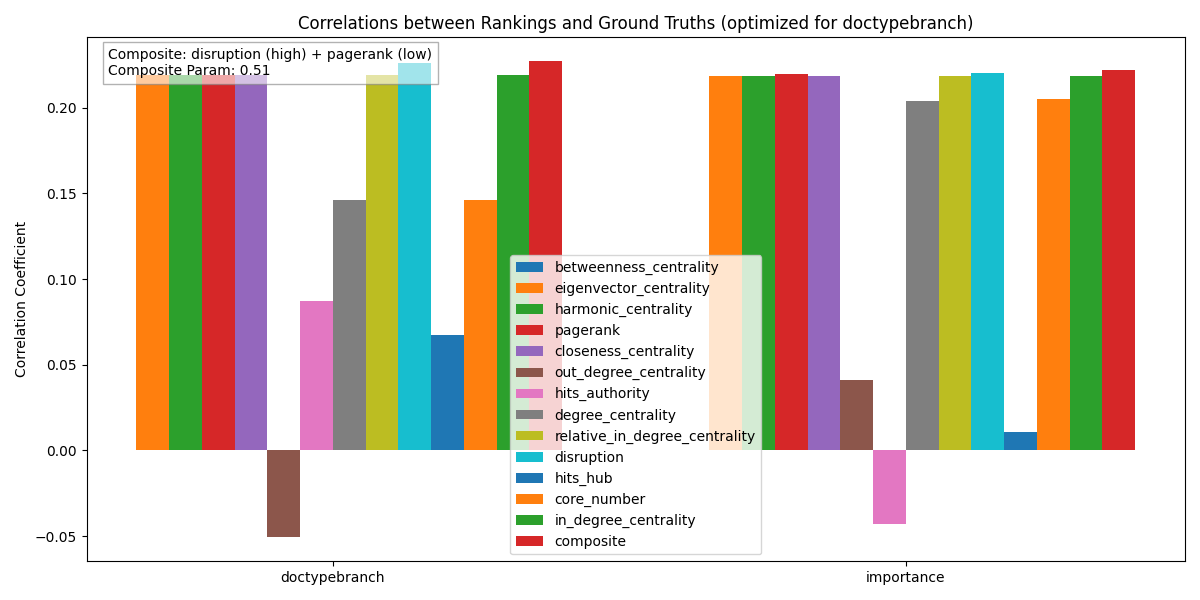 Correlations between Rankings and Ground Truths (optimized for doctypebranch)
Composite: disruption (high) + pagerank (low)
Composite Param: 0.51
Correlation Coefficient
0.20
0.15
0.10
0.05
0.00
−0.05
betweenness_centrality
eigenvector_centrality
harmonic_centrality
pagerank
closeness_centrality
out_degree_centrality
hits_authority
degree_centrality
relative_in_degree_centrality
disruption
hits_hub
core_number
in_degree_centrality
composite
doctypebranch
importance